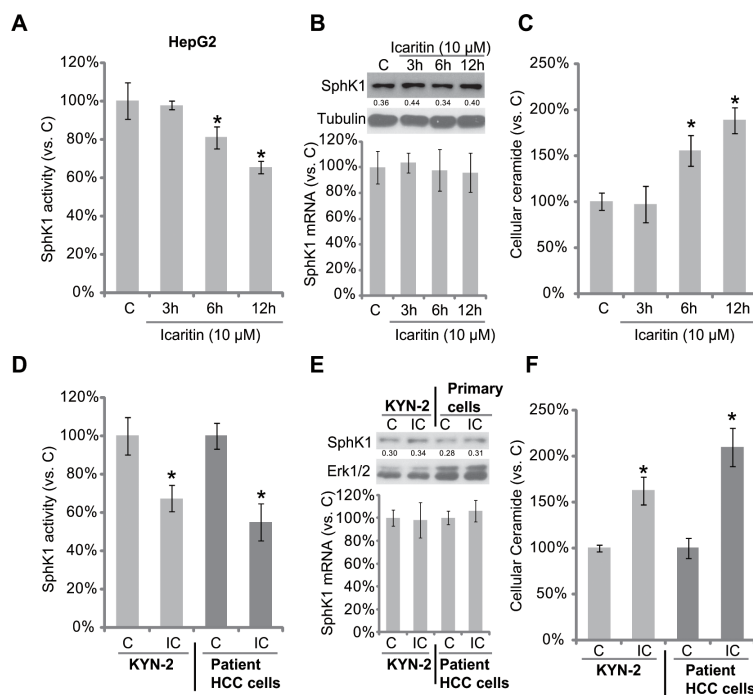 A
HepG2
SphK1 activity (vs. C)
120%
100%
80%
60%
40%
20%
0%
C 3h 6h 12h
* *
Icaritin (10 µM)
B
Icaritin (10 µM)
C 3h 6h 12h
SphK1
0.36 0.44 0.34 0.40
Tubulin
SphK1 mRNA (vs. C)
120%
100%
80%
60%
40%
20%
0%
100%
120%
C 3h 6h 12h
Icaritin (10 µM)
C
Cellular ceramide (vs. C)
250%
200%
150%
100%
50%
0%
* *
C 3h 6h 12h
Icaritin (10 µM)
D
SphK1 activity (vs. C)
120%
100%
80%
60%
40%
20%
0%
* *
C IC C IC
KYN-2 Patient
HCC cells
E
Primary
KYN-2 cells
C IC C IC
SphK1
0.30 0.34 0.28 0.31
Erk1/2
SphK1 mRNA (vs. C)
120%
100%
80%
60%
40%
20%
0%
100%
120%
C IC C IC
KYN-2 Patient
HCC cells
F
Cellular Ceramide (vs. C)
250%
200%
150%
100%
50%
0%
* *
C IC C IC
KYN-2 Patient
HCC cells